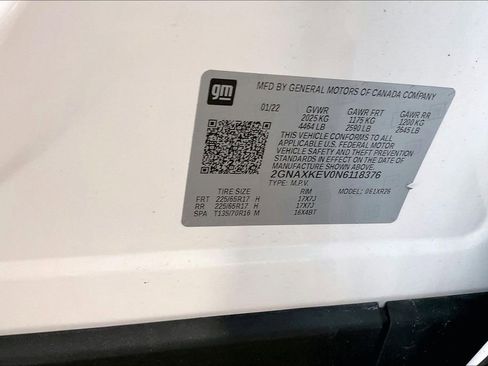 gm
MFD BY GENERAL MOTORS OF CANADA COMPANY
01/22 GVWR GAWR FRT GAWR RR
2025 KG 1175 KG 1200 KG
4464 LB 2590 LB 2645 LB
THIS VEHICLE CONFORMS TO ALL
APPLICABLE U.S. FEDERAL MOTOR
VEHICLE SAFETY AND THEFT PREVENTION
STANDARDS IN EFFECT ON THE DATE OF
MANUFACTURE SHOWN ABOVE.
2GNAXKEV0N6118376
TYPE: M.P.V. MODEL: 061XR26
TIRE SIZE RIM
FRT 225/65R17 H 17X7J
RR 225/65R17 H 17X7J
SPA T135/70R16 M 16X4BT